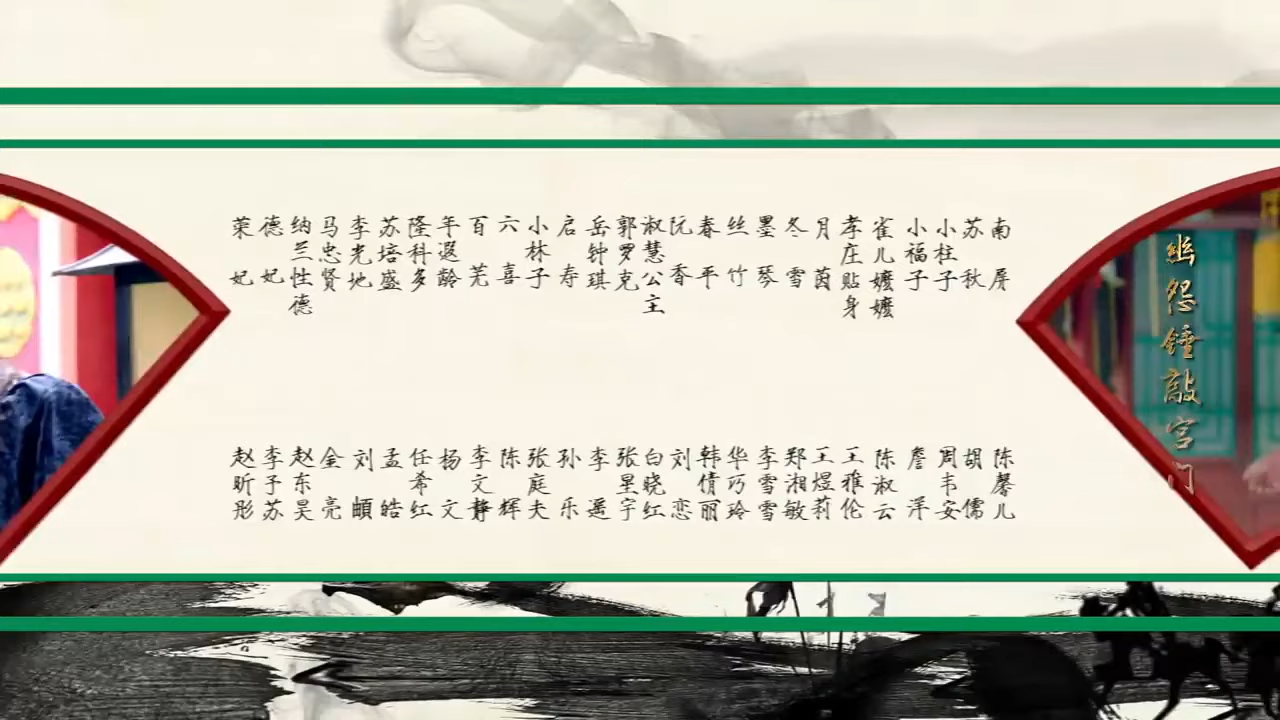 幽怨锤敲宫门
南屏
苏秋
小柱子
小福子
雀儿嬷嬷
孝庄贴身
月茵
冬雪
墨琴
丝竹
春平
阮香
淑慧公主
郭罗克
岳钟琪
启寿
小林子
六喜
百芜
年遐龄
隆科多
苏培盛
李光地
马忠贤
纳兰性德
德妃
荣妃
陈馨儿
胡儒
周韦安
詹洋
陈淑云
王雅伦
王煜莉
郑湘敏
李雪雪
华巧玲
韩倩丽
刘恋
白晓红
张星宇
李遥
孙乐
张庭夫
陈辉
李文静
杨文
任希红
孟皓
刘頔
金亮
赵东昊
李予苏
赵昕彤